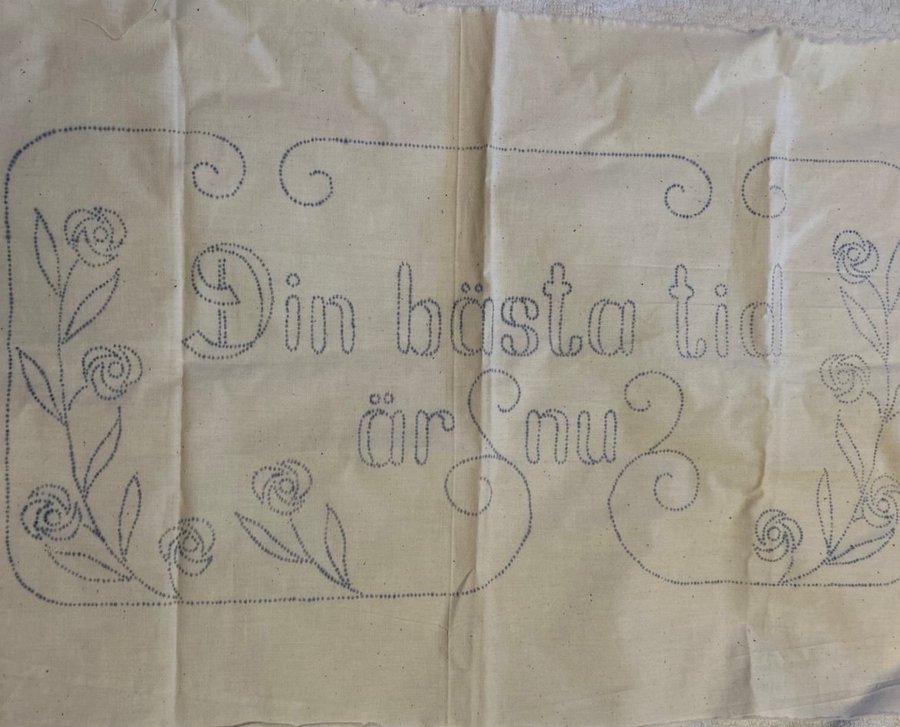 Din bästa tid
är nu